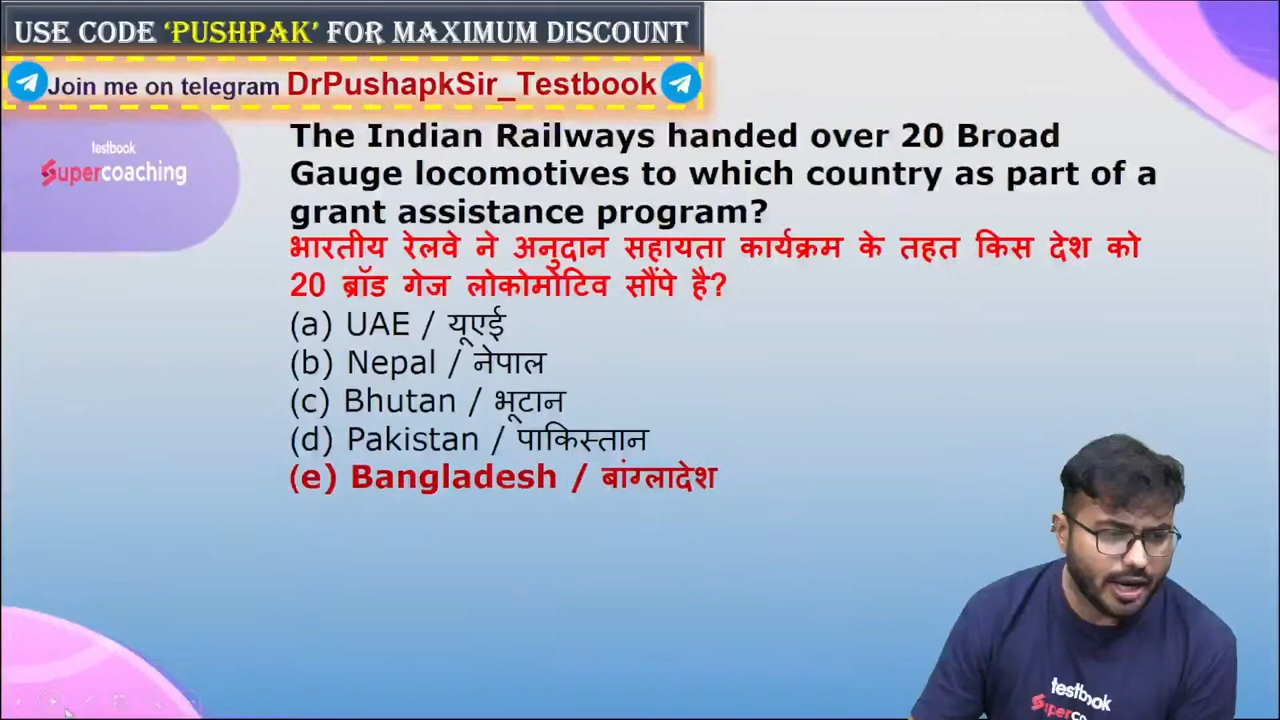 USE CODE ‘PUSHPAK’ FOR MAXIMUM DISCOUNT
Join me on telegram DrPushapkSir_Testbook
testbook
Supercoaching
The Indian Railways handed over 20 Broad
Gauge locomotives to which country as part of a
grant assistance program?
भारतीय रेलवे ने अनुदान सहायता कार्यक्रम के तहत किस देश को
20 ब्रॉड गेज लोकोमोटिव सौंपे है?
(a) UAE / यूएई
(b) Nepal / नेपाल
(c) Bhutan / भूटान
(d) Pakistan / पाकिस्तान
(e) Bangladesh / बांग्लादेश
testbook